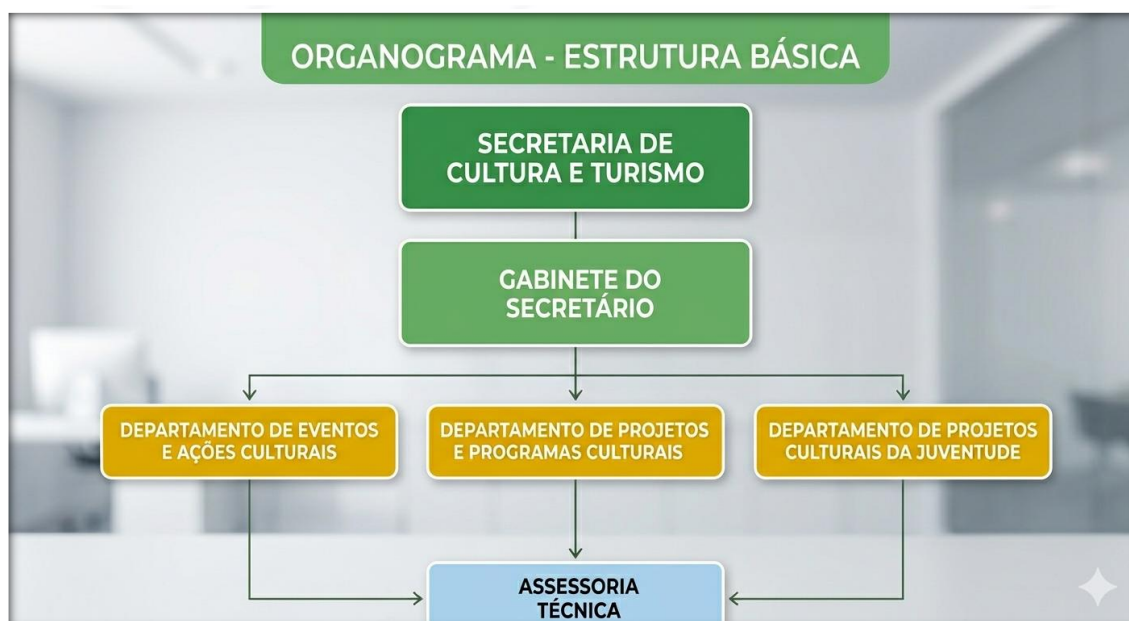 ORGANOGRAMA - ESTRUTURA BÁSICA
SECRETARIA DE
CULTURA E TURISMO
GABINETE DO
SECRETÁRIO
DEPARTAMENTO DE EVENTOS
E AÇÕES CULTURAIS
DEPARTAMENTO DE PROJETOS
E PROGRAMAS CULTURAIS
DEPARTAMENTO DE PROJETOS
CULTURAIS DA JUVENTUDE
ASSESSORIA
TÉCNICA